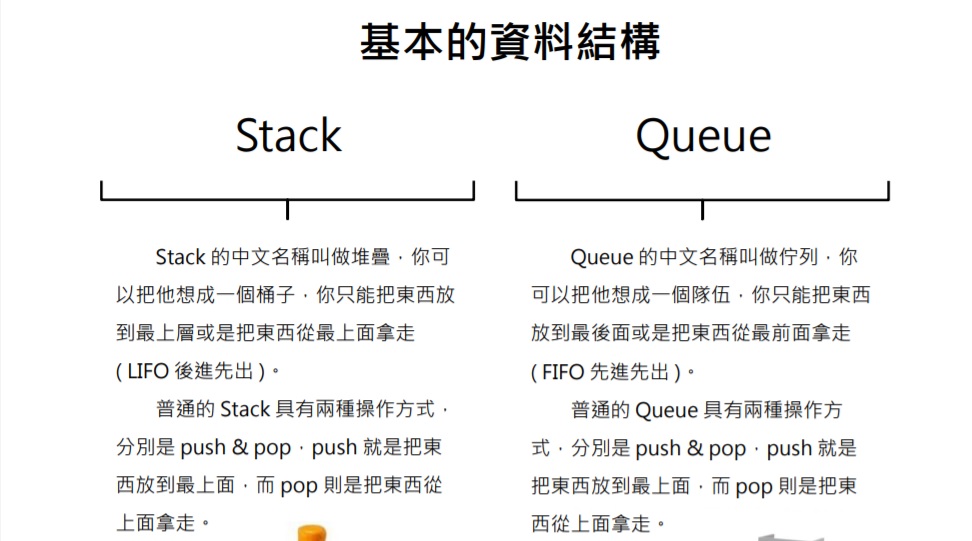 基本的資料結構
Stack
Stack 的中文名稱叫做堆疊，你可
以把他想成一個桶子，你只能把東西放
到最上層或是把東西從最上面拿走
( LIFO 後進先出 )。
普通的 Stack 具有兩種操作方式，
分別是 push & pop，push 就是把東
西放到最上面，而 pop 則是把東西從
上面拿走。
Queue
Queue 的中文名稱叫做佇列，你
可以把他想成一個隊伍，你只能把東西
放到最後面或是把東西從最前面拿走
( FIFO 先進先出 )。
普通的 Queue 具有兩種操作方
式，分別是 push & pop，push 就是
把東西放到最上面，而 pop 則是把東
西從上面拿走。